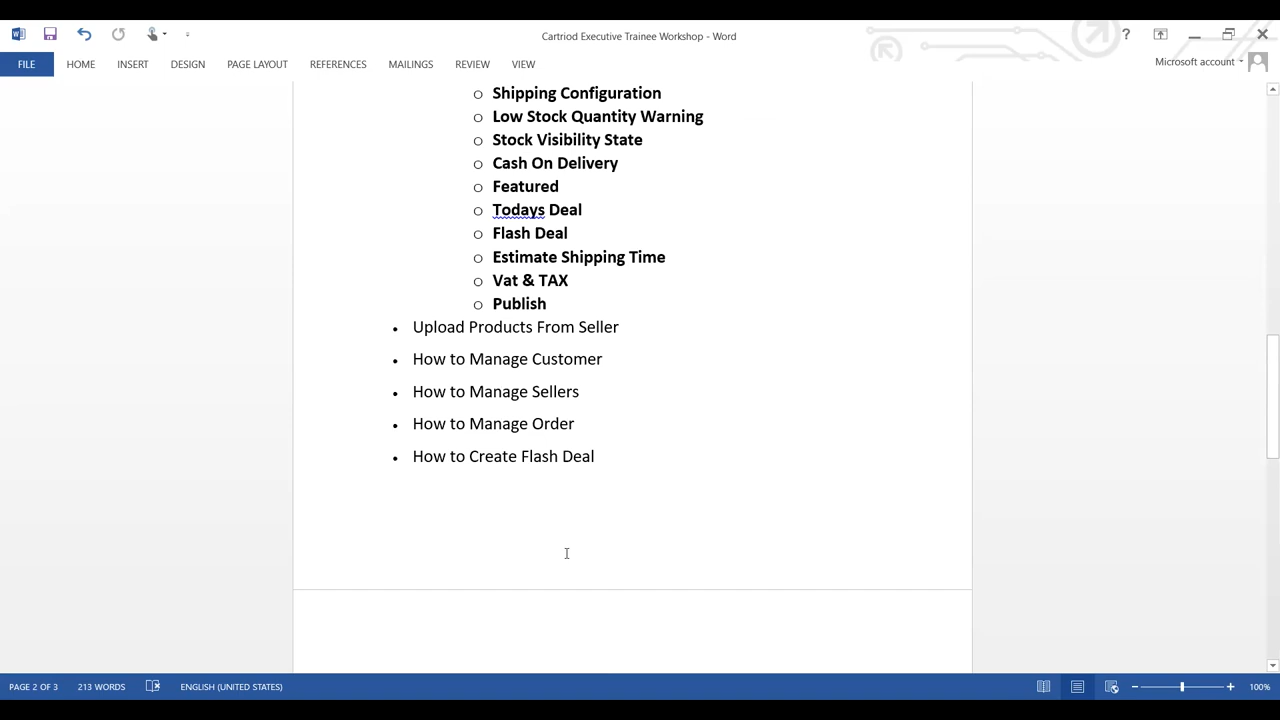 Cartriod Executive Trainee Workshop - Word
?
FILE HOME INSERT DESIGN PAGE LAYOUT REFERENCES MAILINGS REVIEW VIEW
Microsoft account
o Shipping Configuration
o Low Stock Quantity Warning
o Stock Visibility State
o Cash On Delivery
o Featured
o Todays Deal
o Flash Deal
o Estimate Shipping Time
o Vat & TAX
o Publish
• Upload Products From Seller
• How to Manage Customer
• How to Manage Sellers
• How to Manage Order
• How to Create Flash Deal
PAGE 2 OF 3 213 WORDS ENGLISH (UNITED STATES) 100%